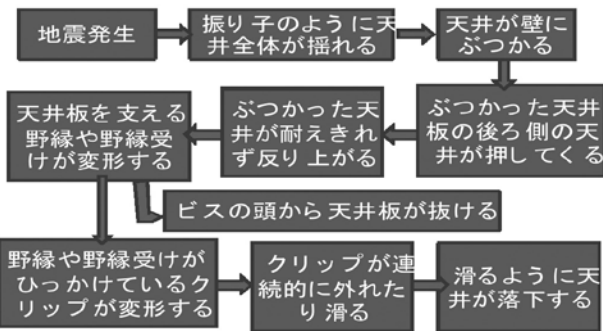 地震発生
振り子のように天
井全体が揺れる
天井が壁に
ぶつかる
ぶつかった天井
板の後ろ側の天
井が押してくる
ぶつかった天
井が耐えきれ
ず反り上がる
天井板を支える
野縁や野縁受
けが変形する
ビスの頭から天井板が抜ける
野縁や野縁受けが
ひっかけているク
リップが変形する
クリップが連
続的に外れた
り滑る
滑るように天
井が落下する